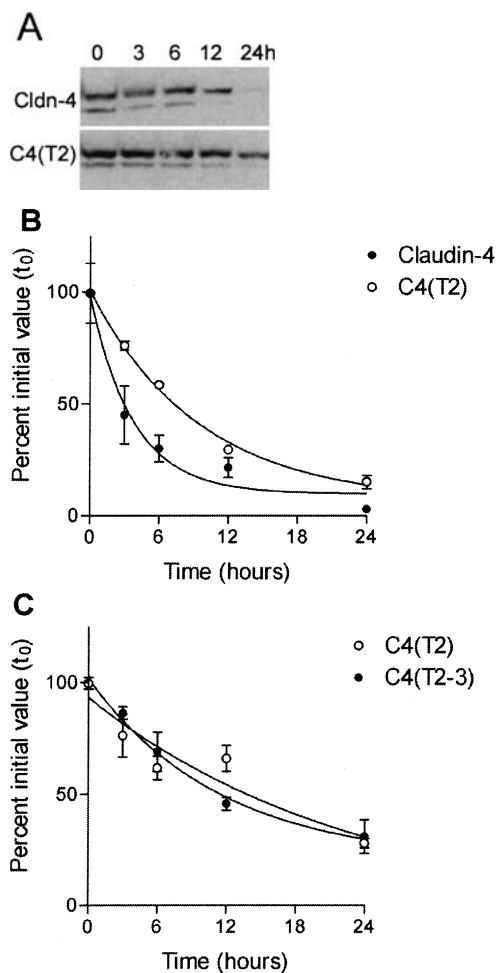 A
0 3 6 12 24h
Cldn-4
C4(T2)
B
Claudin-4
C4(T2)
Percent initial value (t0)
100
50
0
0 6 12 18 24
Time (hours)
C
C4(T2)
C4(T2-3)
Percent initial value (t0)
100
50
0
0 6 12 18 24
Time (hours)